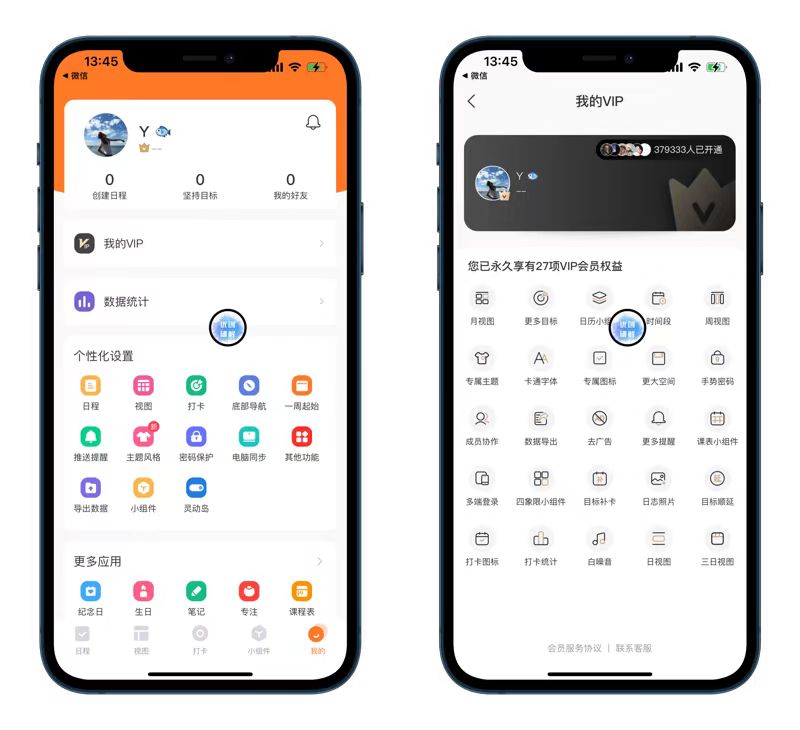 13:45
微信
Y
创建日程 坚持目标 我的好友
0 0 0
我的VIP
数据统计
个性化设置
日程 视图 打卡 底部导航 一周起始
新
推送提醒 主题风格 密码保护 电脑同步 其他功能
导出数据 小组件 灵动岛
更多应用
纪念日 生日 笔记 专注 课程表
日程 视图 打卡 小组件 我的
13:45
微信
我的VIP
379333人已开通
Y
您已永久享有27项VIP会员权益
月视图 更多目标 日历小组 时间段 周视图
专属主题 卡通字体 专属图标 更大空间 手势密码
成员协作 数据导出 去广告 更多提醒 课表小组件
多端登录 四象限小组件 目标补卡 日志照片 目标顺延
打卡图标 打卡统计 白噪音 日视图 三日视图
会员服务协议 | 联系客服